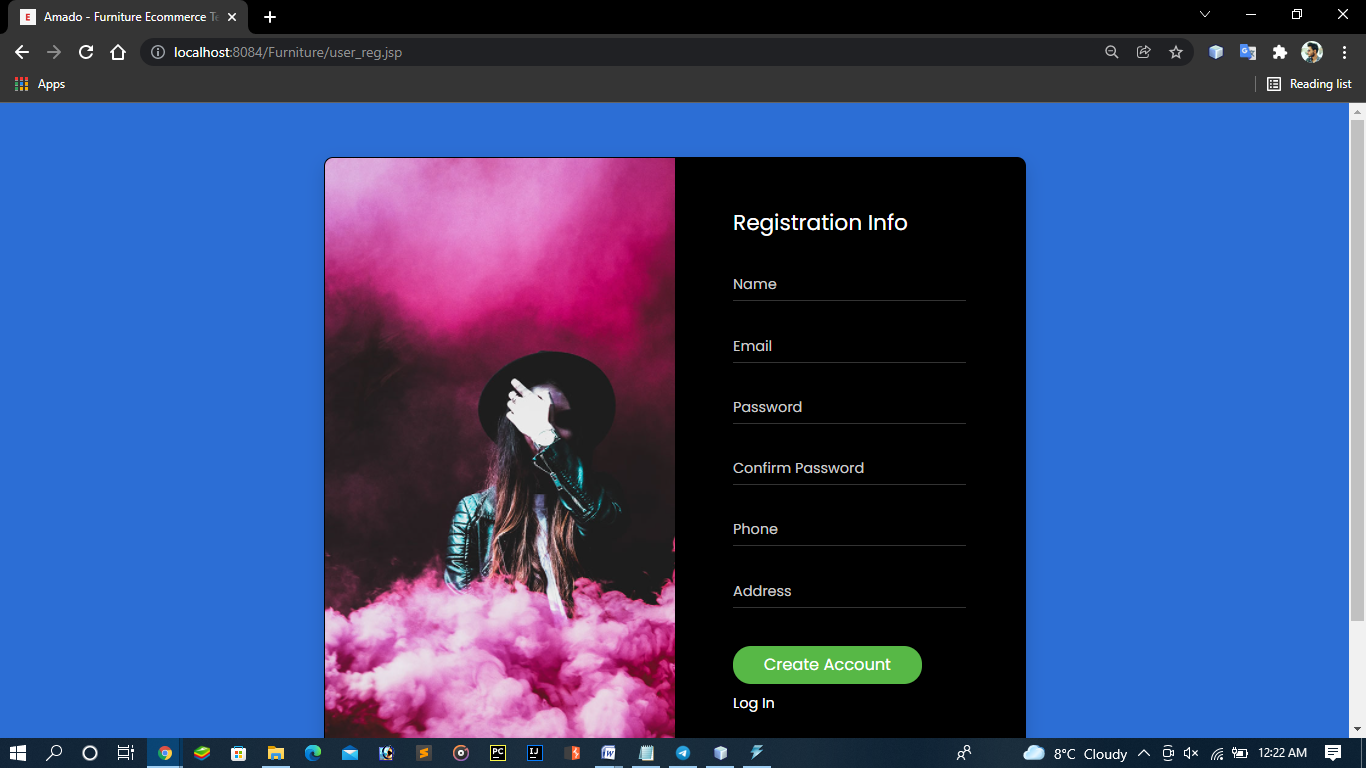 Amado - Furniture Ecommerce Te
localhost:8084/Furniture/user_reg.jsp
Apps
Reading list
Registration Info
Name
Email
Password
Confirm Password
Phone
Address
Create Account
Log In
8°C Cloudy
12:22 AM